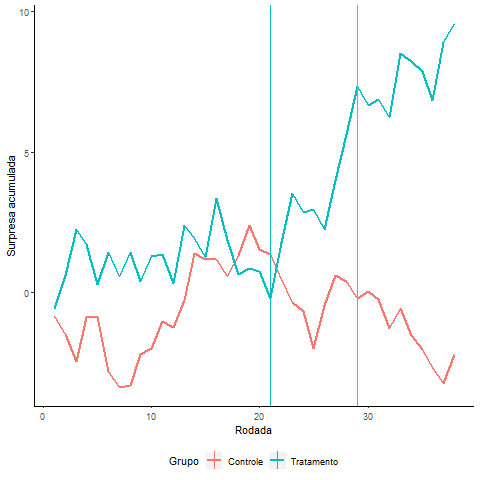 10
5
0
Surpresa acumulada
0 10 20 30
Rodada
Grupo Controle Tratamento